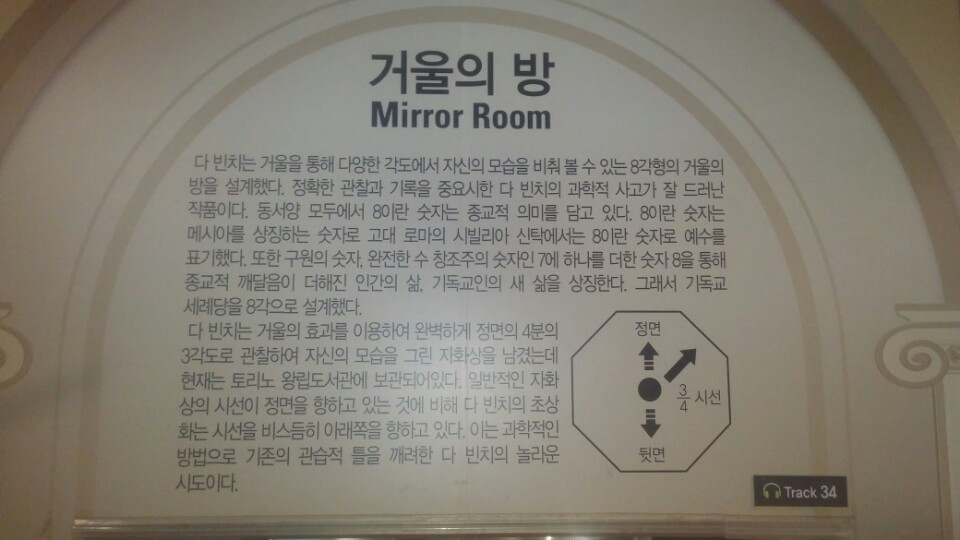 거울의 방
Mirror Room
다 빈치는 거울을 통해 다양한 각도에서 자신의 모습을 비춰 볼 수 있는 8각형의 거울의
방을 설계했다. 정확한 관찰과 기록을 중요시한 다 빈치의 과학적 사고가 잘 드러난
작품이다. 동서양 모두에서 8이란 숫자는 종교적 의미를 담고 있다. 8이란 숫자는
메시아를 상징하는 숫자로 고대 로마의 시빌리아 신탁에서는 8이란 숫자로 예수를
표기했다. 또한 구원의 숫자, 완전한 수 창조주의 숫자인 7에 하나를 더한 숫자 8을 통해
종교적 깨달음이 더해진 인간의 삶, 기독교인의 새 삶을 상징한다. 그래서 기독교
세례당을 8각으로 설계했다.
다 빈치는 거울의 효과를 이용하여 완벽하게 정면의 4분의
3각도로 관찰하여 자신의 모습을 그린 자화상을 남겼는데
현재는 토리노 왕립도서관에 보관되어있다. 일반적인 자화
상의 시선이 정면을 향하고 있는 것에 비해 다 빈치의 초상
화는 시선을 비스듬히 아래쪽을 향하고 있다. 이는 과학적인
방법으로 기존의 관습적 틀을 깨려한 다 빈치의 놀라운
시도이다.
정면
3/4 시선
뒷면
Track 34